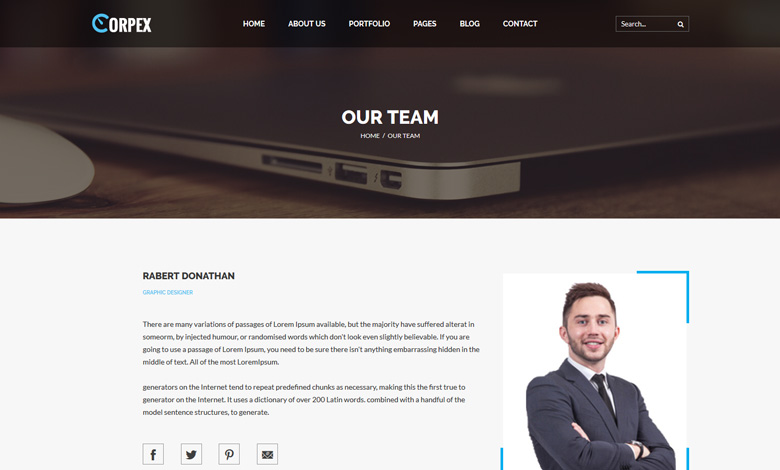 CORPEX
HOME ABOUT US PORTFOLIO PAGES BLOG CONTACT
Search...
OUR TEAM
HOME / OUR TEAM
RABERT DONATHAN
GRAPHIC DESIGNER
There are many variations of passages of Lorem Ipsum available, but the majority have suffered alterat in
someorm, by injected humour, or randomised words which don't look even slightly believable. If you are
going to use a passage of Lorem Ipsum, you need to be sure there isn't anything embarrassing hidden in the
middle of text. All of the most LoremIpsum.
generators on the Internet tend to repeat predefined chunks as necessary, making this the first true to
generator on the Internet. It uses a dictionary of over 200 Latin words. combined with a handful of the
model sentence structures, to generate.